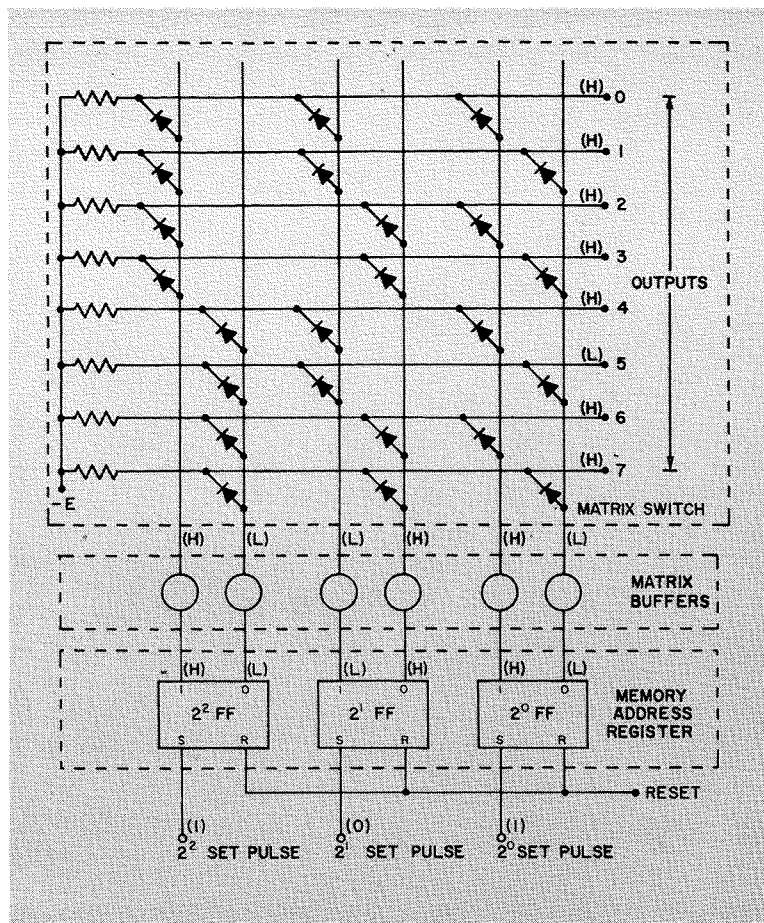 (H) 0
(H) 1
(H) 2
(H) 3
OUTPUTS
(H) 4
(L) 5
(H) 6
(H) 7
-E
MATRIX SWITCH
(H) (L) (L) (H) (H) (L)
MATRIX
BUFFERS
(H) (L) (L) (H) (H) (L)
1 0 1 0 1 0
2² FF 2¹ FF 2⁰ FF
MEMORY
ADDRESS
REGISTER
S R S R S R
RESET
(1) (0) (1)
2² SET PULSE 2¹ SET PULSE 2⁰ SET PULSE